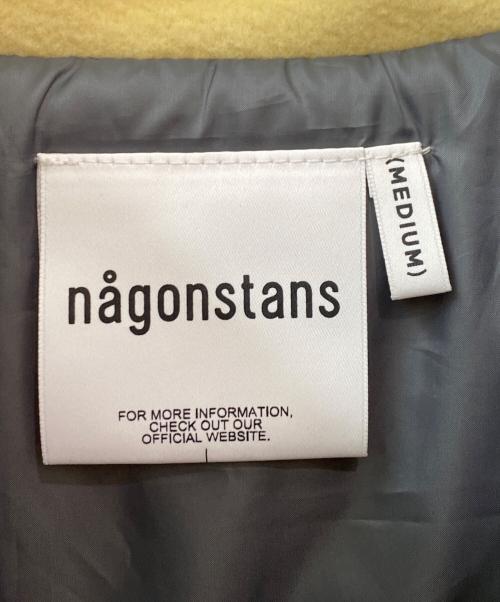 någonstans
FOR MORE INFORMATION,
CHECK OUT OUR
OFFICIAL WEBSITE.
(MEDIUM)